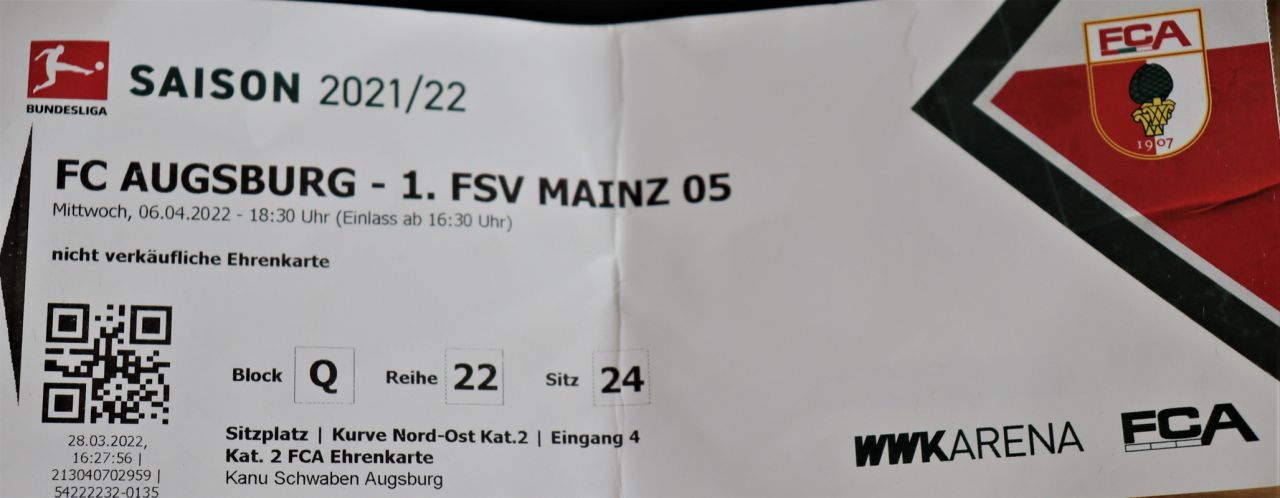 BUNDESLIGA
SAISON 2021/22
FCA
1907
FC AUGSBURG - 1. FSV MAINZ 05
Mittwoch, 06.04.2022 - 18:30 Uhr (Einlass ab 16:30 Uhr)
nicht verkäufliche Ehrenkarte
Block Q Reihe 22 Sitz 24
Sitzplatz | Kurve Nord-Ost Kat.2 | Eingang 4
Kat. 2 FCA Ehrenkarte
Kanu Schwaben Augsburg
28.03.2022,
16:27:56 |
213040702959 |
54222232-0135
WWKARENA
FCA